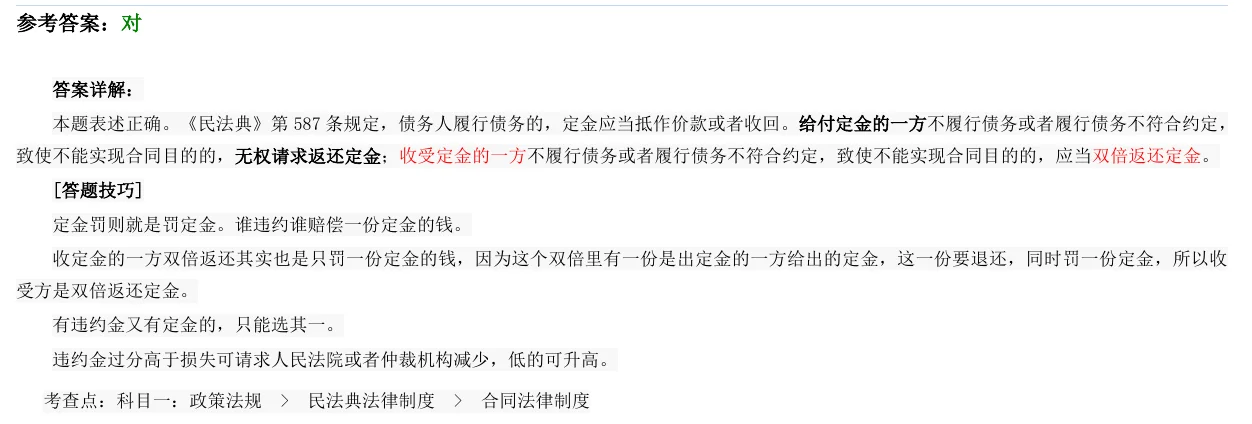 参考答案：对
答案详解：
本题表述正确。《民法典》第 587 条规定，债务人履行债务的，定金应当抵作价款或者收回。给付定金的一方不履行债务或者履行债务不符合约定，
致使不能实现合同目的的，无权请求返还定金；收受定金的一方不履行债务或者履行债务不符合约定，致使不能实现合同目的的，应当双倍返还定金。
[答题技巧]
定金罚则就是罚定金。谁违约谁赔偿一份定金的钱。
收定金的一方双倍返还其实也是只罚一份定金的钱，因为这个双倍里有一份是出定金的一方给出的定金，这一份要退还，同时罚一份定金，所以收
受方是双倍返还定金。
有违约金又有定金的，只能选其一。
违约金过分高于损失可请求人民法院或者仲裁机构减少，低的可升高。
考查点：科目一：政策法规 > 民法典法律制度 > 合同法律制度